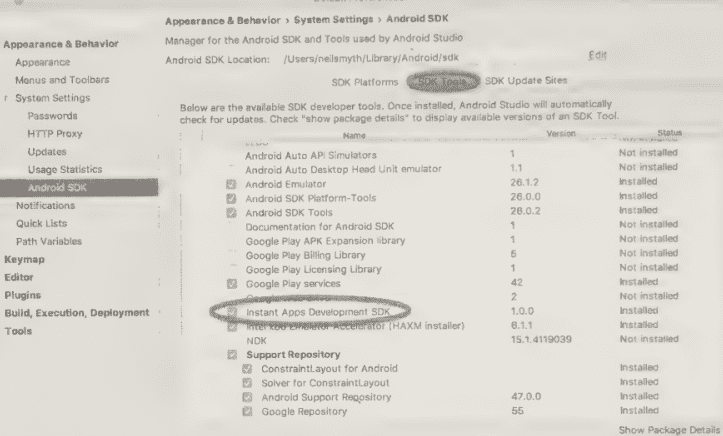 Appearance & Behavior › System Settings › Android SDK
Manager for the Android SDK and Tools used by Android Studio
Android SDK Location: /Users/neilsmyth/Library/Android/sdk Edit
SDK Platforms SDK Tools SDK Update Sites
Below are the available SDK developer tools. Once installed, Android Studio will automatically
check for updates. Check "show package details" to display available versions of an SDK Tool.
Appearance & Behavior
Appearance
Menus and Toolbars
System Settings
Passwords
HTTP Proxy
Updates
Usage Statistics
Android SDK
Notifications
Quick Lists
Path Variables
Keymap
Editor
Plugins
Build, Execution, Deployment
Tools
Name Version Status
Android Auto API Simulators 1 Not installed
Android Auto Desktop Head Unit emulator 1.1 Not installed
Android Emulator 26.1.2 Installed
Android SDK Platform-Tools 26.0.0 Installed
Android SDK Tools 26.0.2 Installed
Documentation for Android SDK 1 Not installed
Google Play APK Expansion library 1 Not installed
Google Play Billing Library 5 Not installed
Google Play Licensing Library 1 Not installed
Google Play services 42 Installed
2 Not installed
Instant Apps Development SDK 1.0.0 Installed
(HAXM installer) 6.1.1 Installed
NDK 15.1.4119039 Not installed
Support Repository
ConstraintLayout for Android Installed
Solver for ConstraintLayout Installed
Android Support Repository 47.0.0 Installed
Google Repository 55 Installed
Show Package Details